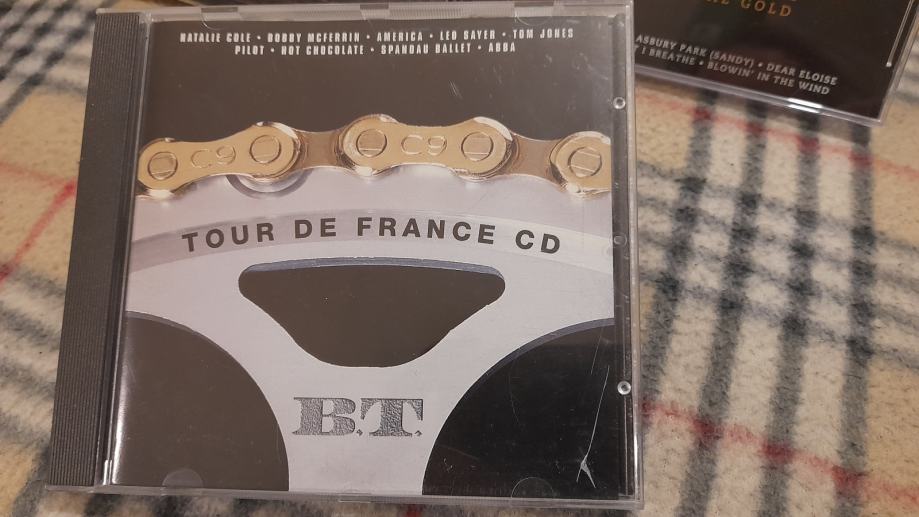 NATALIE COLE • BOBBY MCFERRIN • AMERICA • LEO SAYER • TOM JONES
PILOT • HOT CHOCOLATE • SPANDAU BALLET • ABBA
C9 C9
TOUR DE FRANCE CD
B.T.
GOLD
ASBURY PARK (SANDY) • DEAR ELOISE
I BREATHE • BLOWIN' IN THE WIND